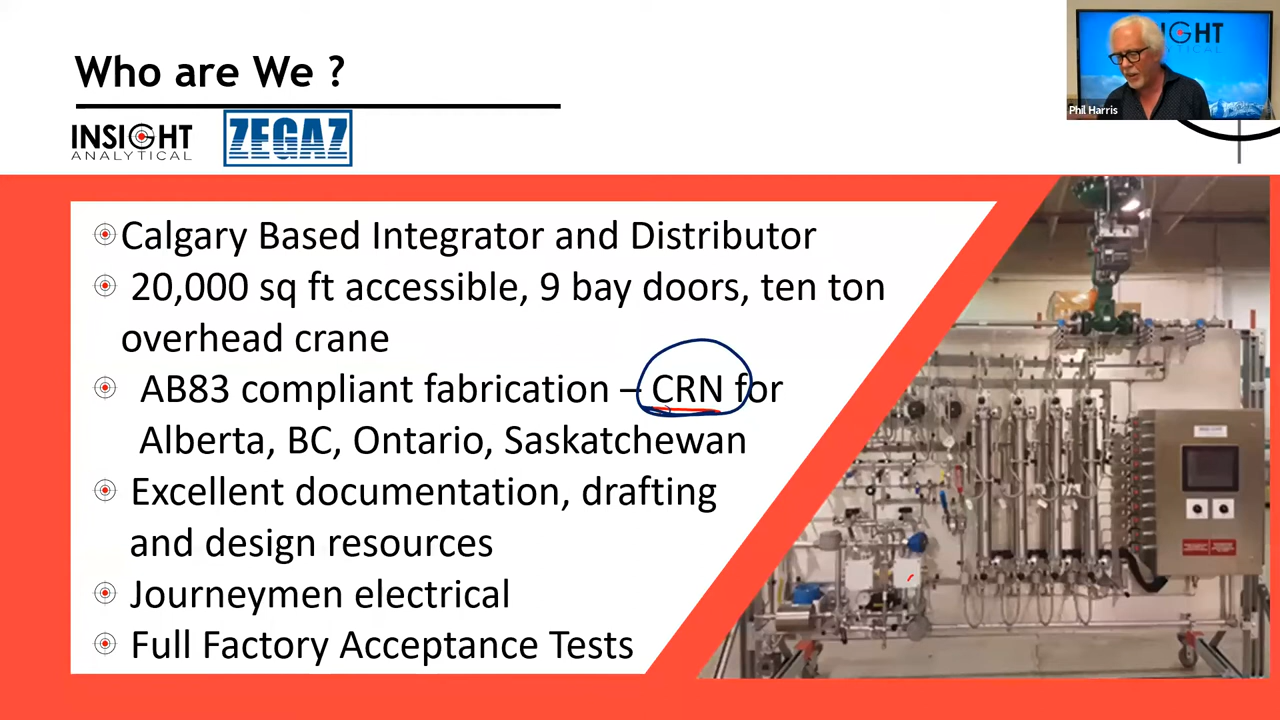 Who are We ?
INSIGHT
ANALYTICAL
ZEGAZ
Phil Harris
Calgary Based Integrator and Distributor
20,000 sq ft accessible, 9 bay doors, ten ton
overhead crane
AB83 compliant fabrication – CRN for
Alberta, BC, Ontario, Saskatchewan
Excellent documentation, drafting
and design resources
Journeymen electrical
Full Factory Acceptance Tests